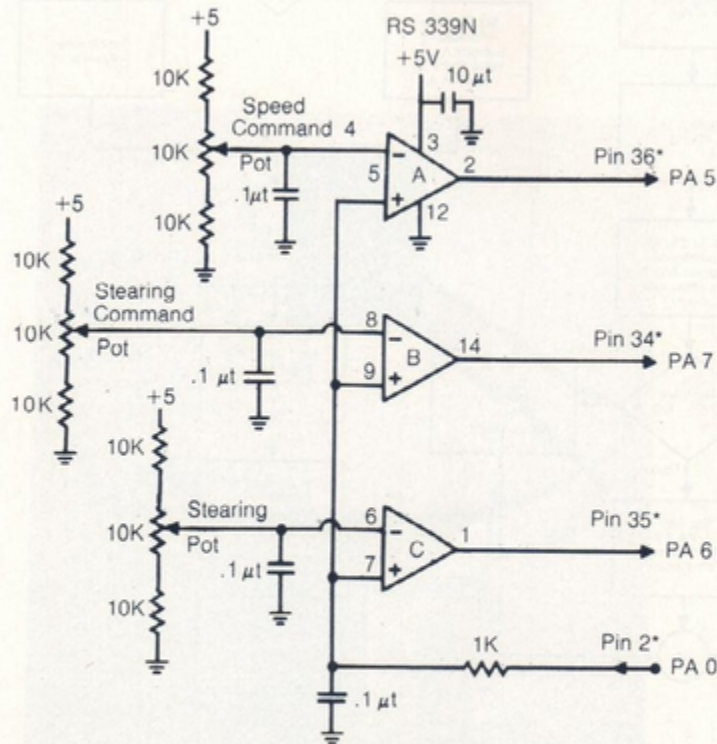 +5
RS 339N
+5V
10K
10 µt
Speed
Command 4
3
Pin 36*
10K
Pot
5
−
A
2
PA 5
.1µt
+
12
10K
+5
10K
Stearing
Command
8
Pin 34*
10K
Pot
−
B
14
PA 7
9
+
.1 µt
10K
+5
10K
Stearing
6
Pin 35*
10K
Pot
−
C
1
PA 6
7
+
.1 µt
10K
1K
Pin 2*
PA 0
.1 µt